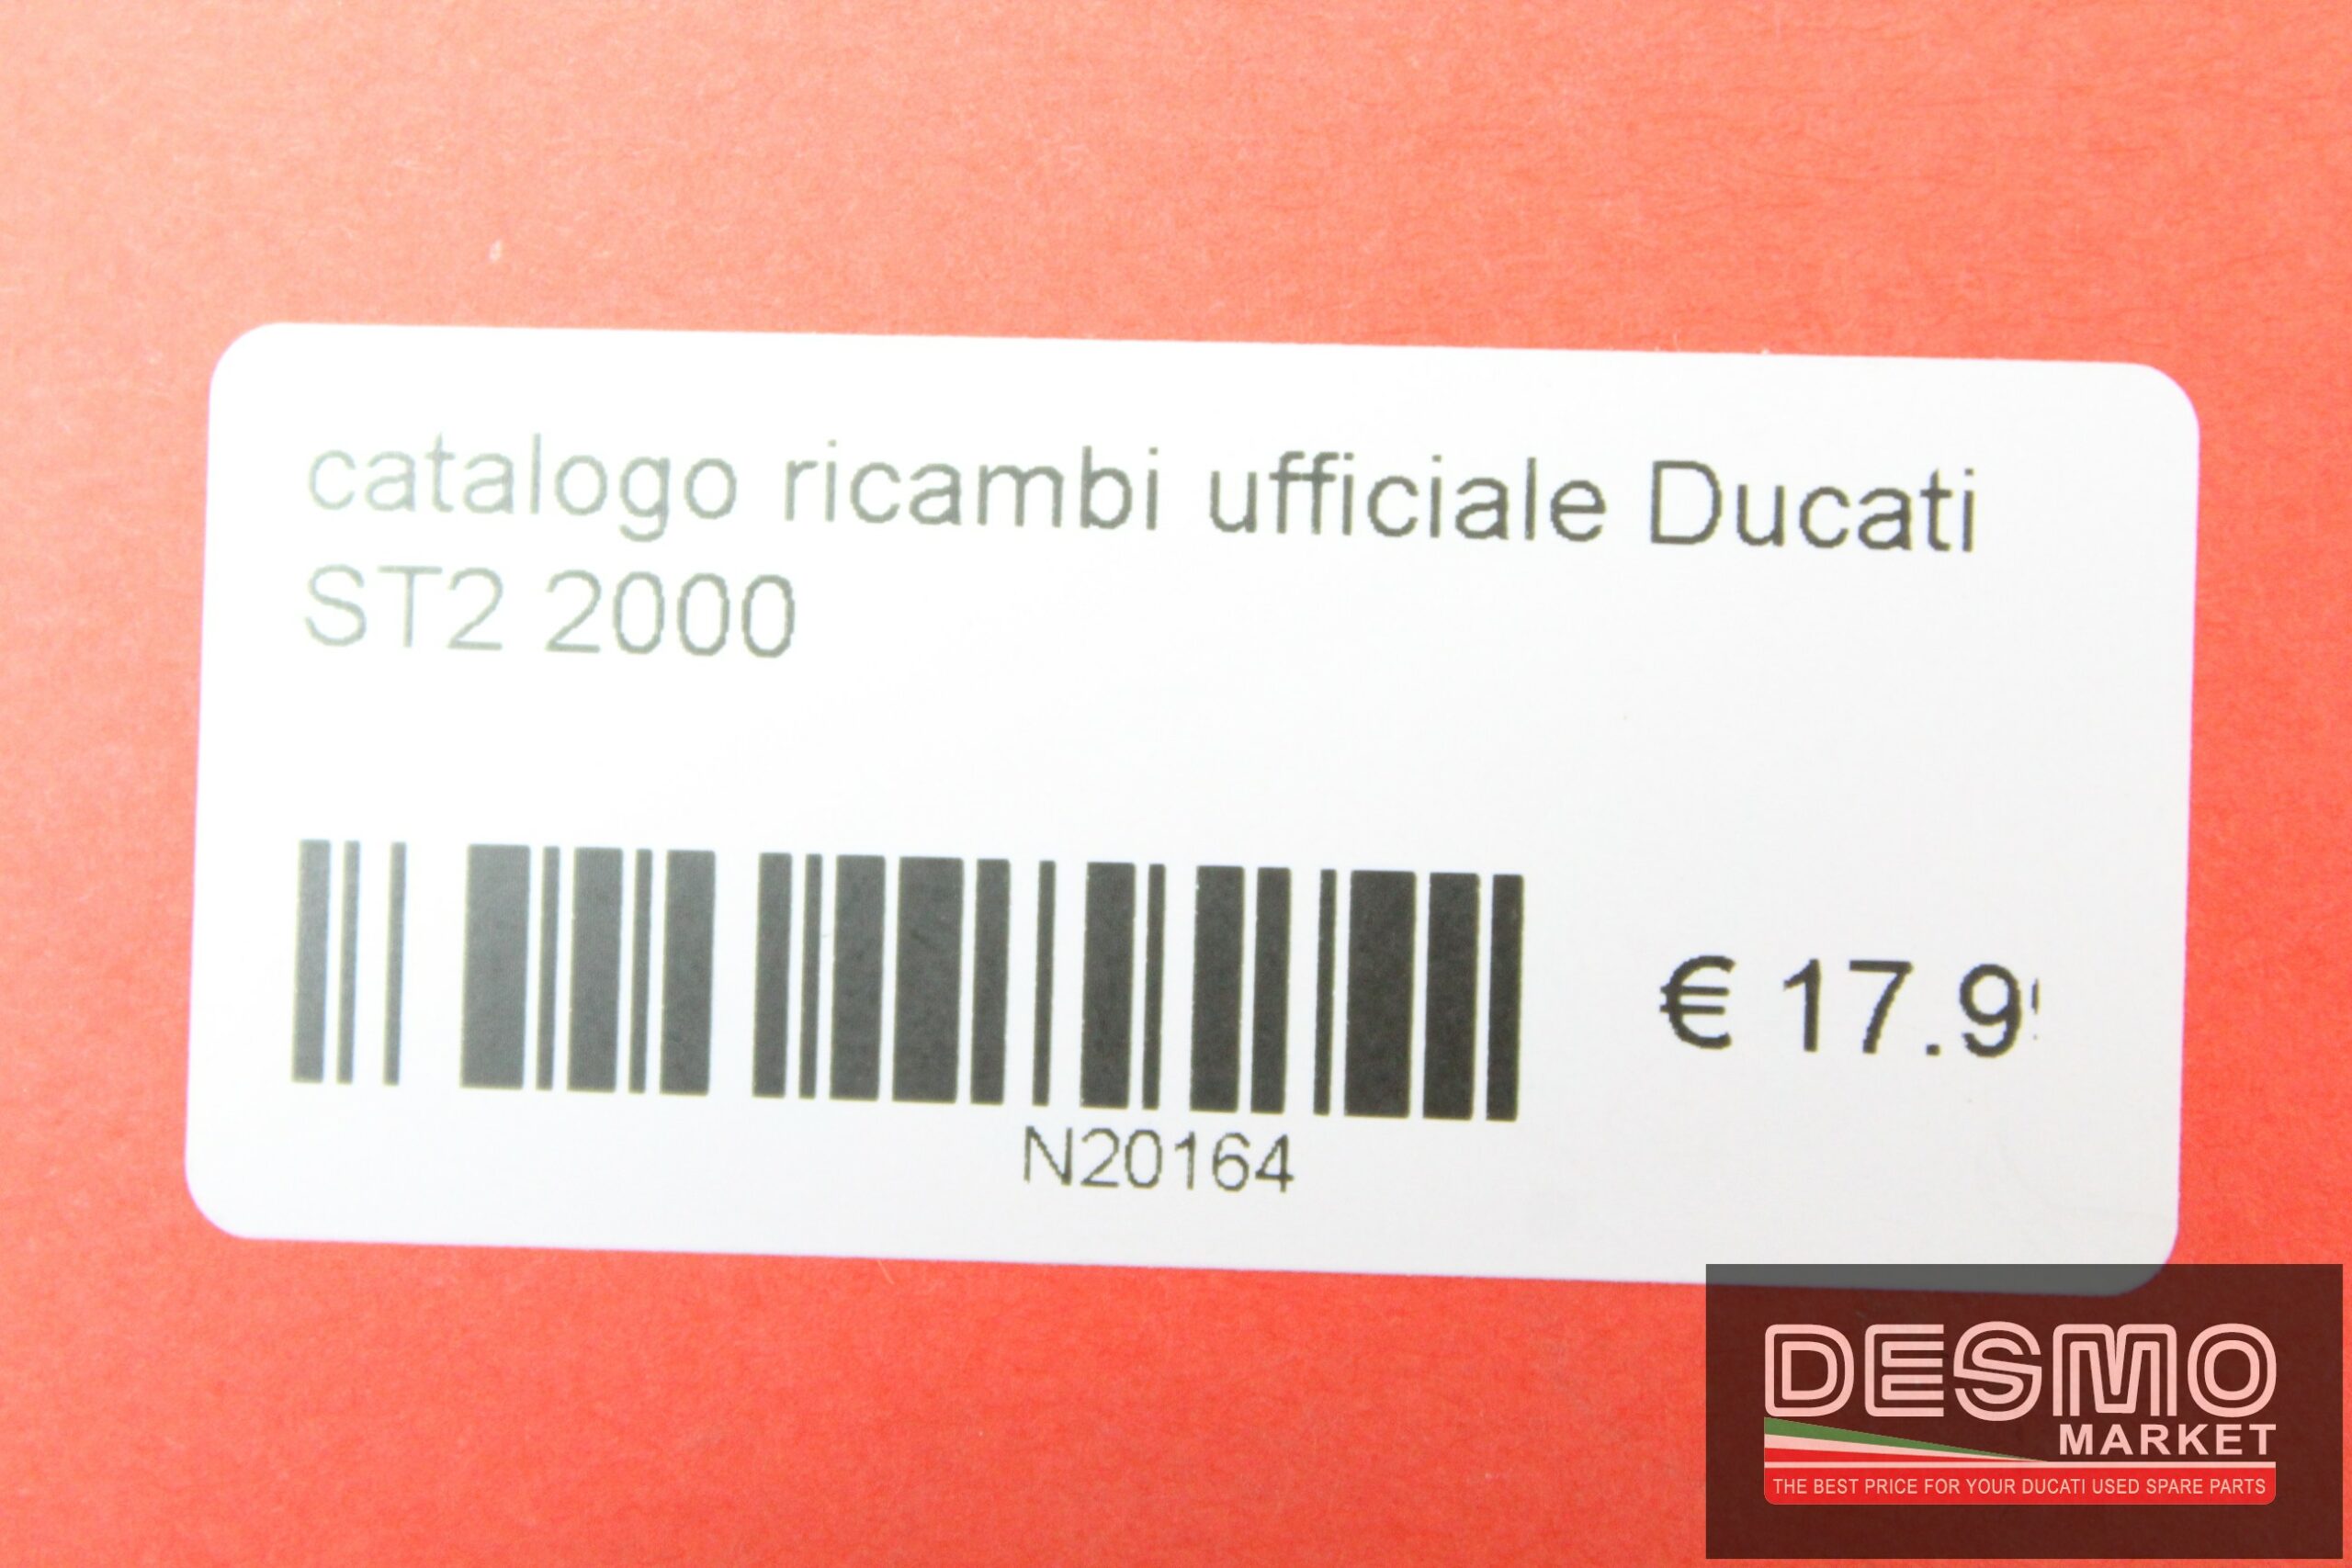 catalogo ricambi ufficiale Ducati
ST2 2000
€ 17.9
N20164
DESMO
MARKET
THE BEST PRICE FOR YOUR DUCATI USED SPARE PARTS